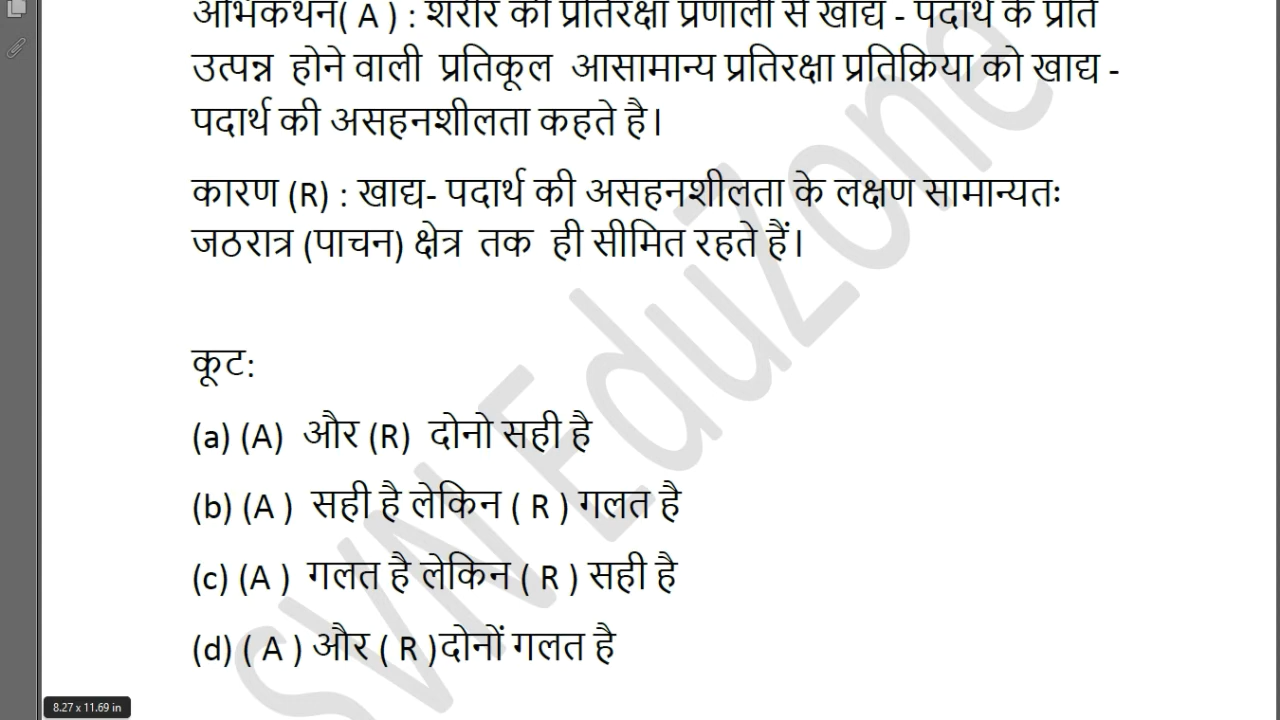 अभिकथन( A ) : शरीर की प्रतिरक्षा प्रणाली से खाद्य - पदार्थ के प्रति
उत्पन्न होने वाली प्रतिकूल आसामान्य प्रतिरक्षा प्रतिक्रिया को खाद्य -
पदार्थ की असहनशीलता कहते है।
कारण (R) : खाद्य- पदार्थ की असहनशीलता के लक्षण सामान्यतः
जठरात्र (पाचन) क्षेत्र तक ही सीमित रहते हैं।
कूट:
(a) (A) और (R) दोनो सही है
(b) (A ) सही है लेकिन ( R ) गलत है
(c) (A ) गलत है लेकिन ( R ) सही है
(d) ( A ) और ( R )दोनों गलत है
SVN EduZone
8.27 x 11.69 in